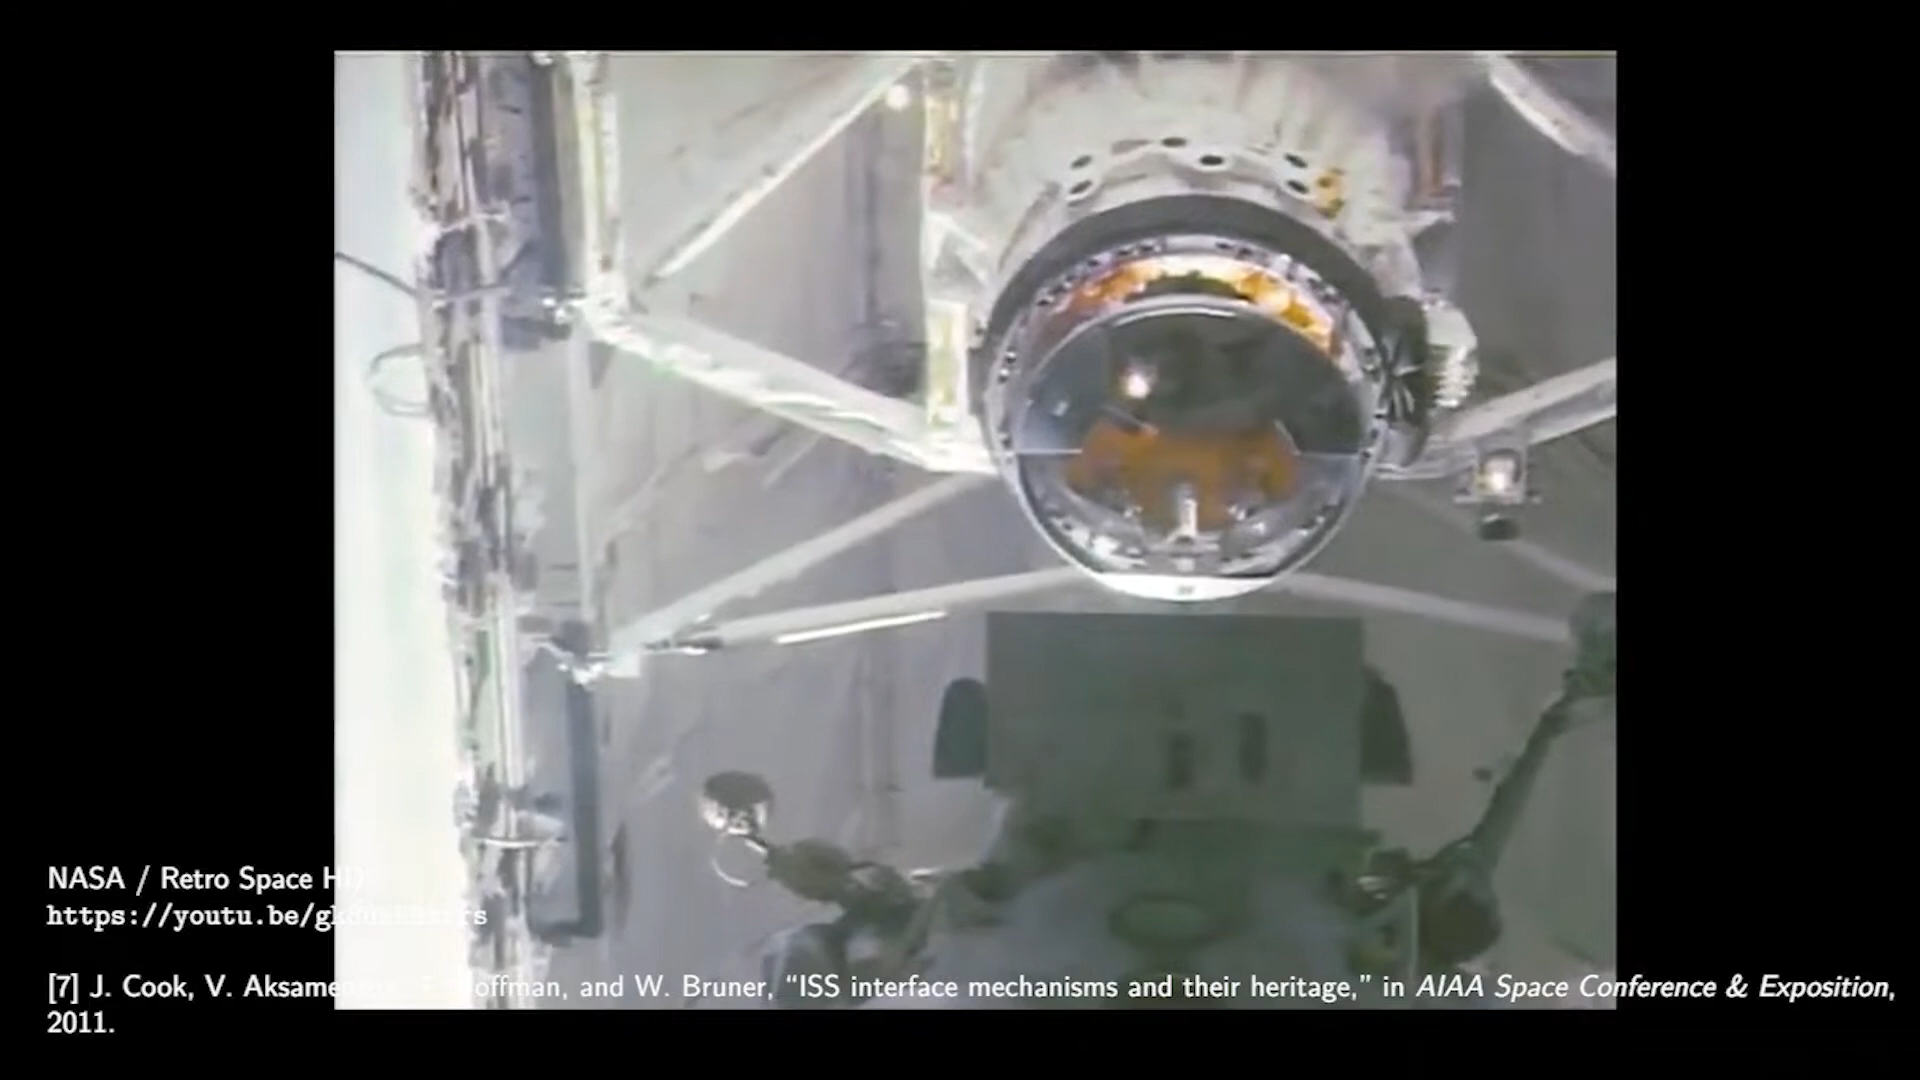 NASA / Retro Space HD
https://youtu.be/
[7] J. Cook, V. Hoffman, and W. Bruner, “ISS interface mechanisms and their heritage,” in AIAA Space Conference & Exposition,
2011.